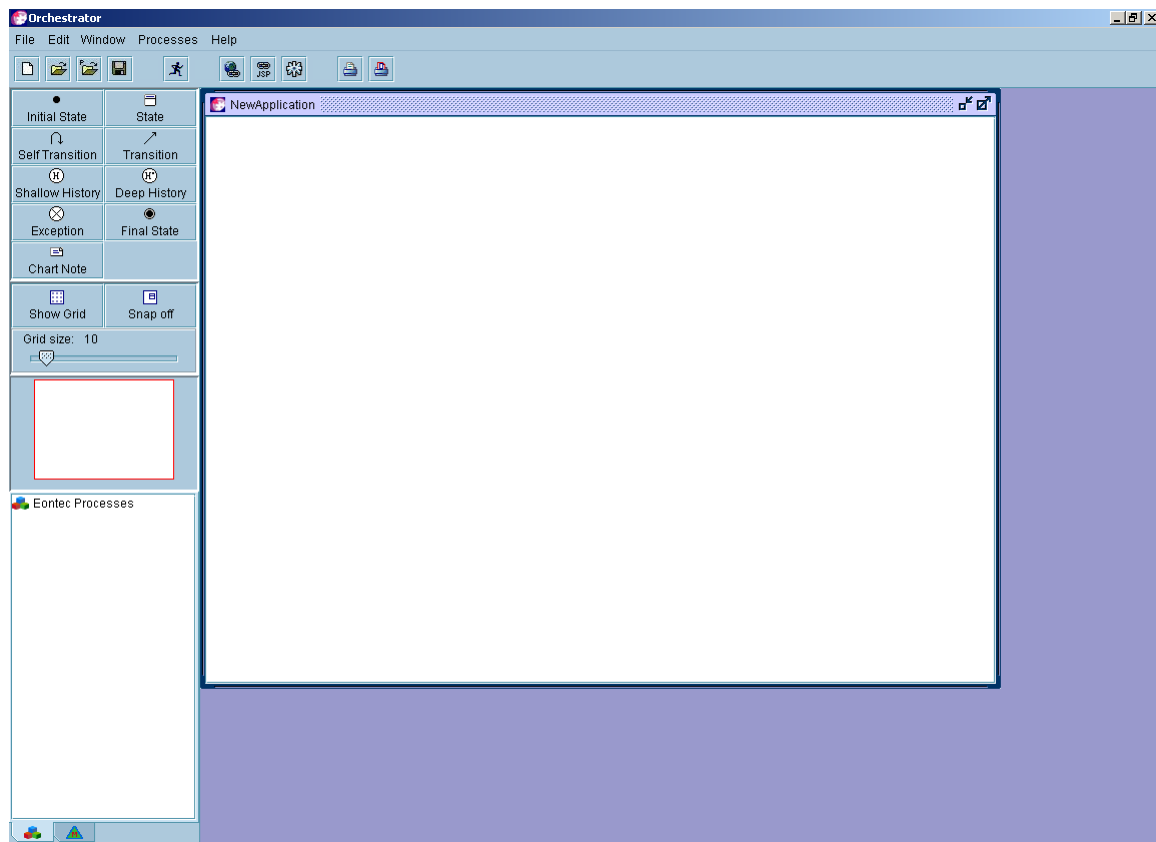 Orchestrator
File Edit Window Processes Help
JSP
NewApplication
Initial State State
Self Transition Transition
H H*
Shallow History Deep History
Exception Final State
Chart Note
Show Grid Snap off
Grid size: 10
Eontec Processes